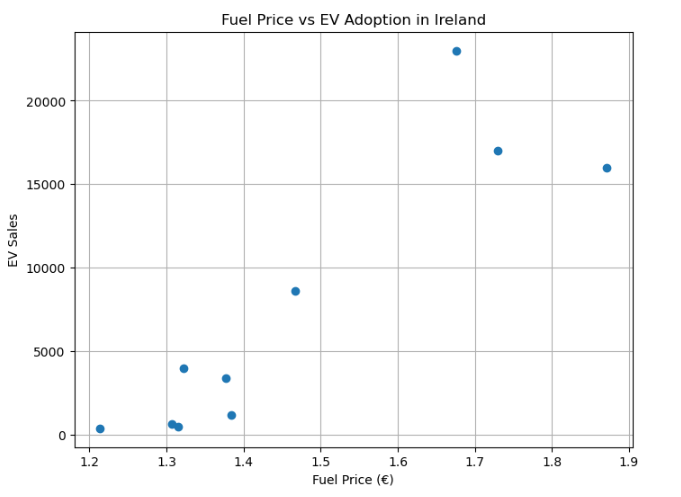 Fuel Price vs EV Adoption in Ireland
20000
15000
10000
5000
0
EV Sales
1.2 1.3 1.4 1.5 1.6 1.7 1.8 1.9
Fuel Price (€)